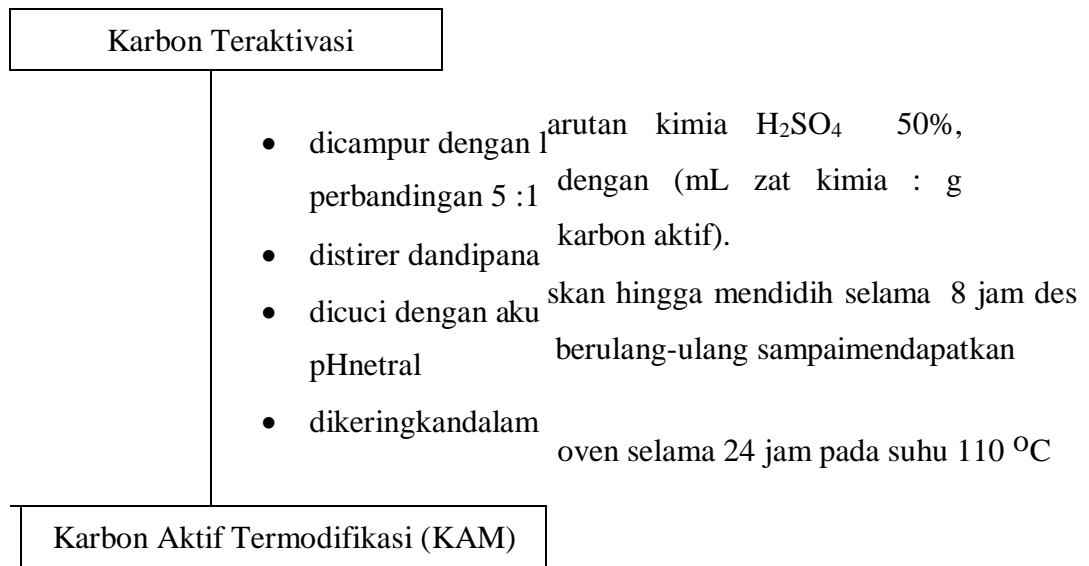 Karbon Teraktivasi
• dicampur dengan larutan kimia H₂SO₄ 50%,
perbandingan 5 :1 dengan (mL zat kimia : g
karbon aktif).
• distirer dandipanaskan hingga mendidih selama 8 jam
• dicuci dengan akudes berulang-ulang sampaimendapatkan
pHnetral
• dikeringkandalam oven selama 24 jam pada suhu 110 ᴼC
Karbon Aktif Termodifikasi (KAM)